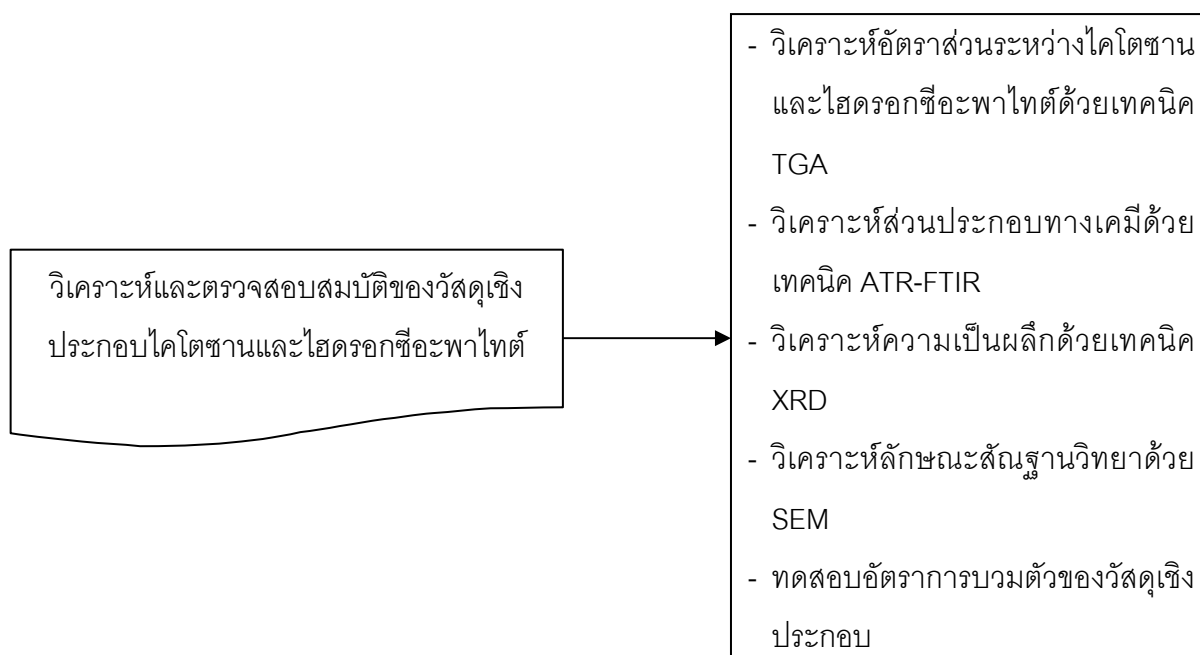 วิเคราะห์และตรวจสอบสมบัติของวัสดุเชิง
ประกอบไคโตซานและไฮดรอกซีอะพาไทต์
- วิเคราะห์อัตราส่วนระหว่างไคโตซาน
และไฮดรอกซีอะพาไทต์ด้วยเทคนิค
TGA
- วิเคราะห์ส่วนประกอบทางเคมีด้วย
เทคนิค ATR-FTIR
- วิเคราะห์ความเป็นผลึกด้วยเทคนิค
XRD
- วิเคราะห์ลักษณะสัณฐานวิทยาด้วย
SEM
- ทดสอบอัตราการบวมตัวของวัสดุเชิง
ประกอบ